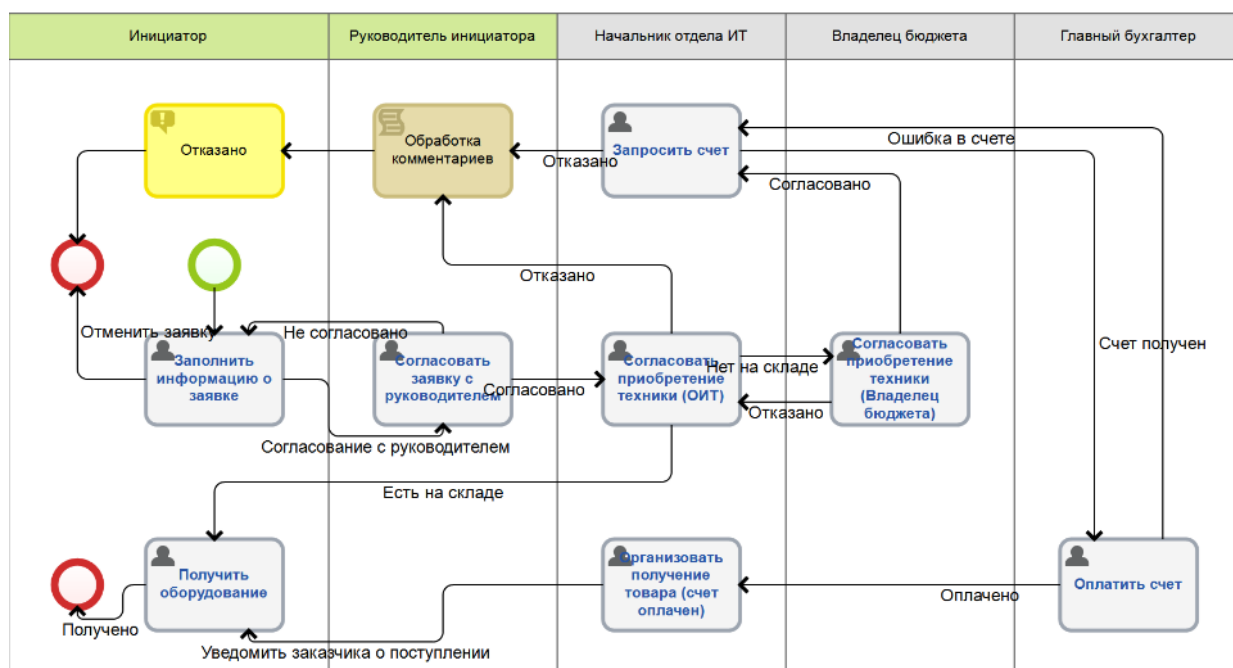 Инициатор
Руководитель инициатора
Начальник отдела ИТ
Владелец бюджета
Главный бухгалтер
Отказано
Обработка
комментариев
Отказано
Запросить счет
Ошибка в счете
Согласовано
Отказано
Отменить заявку
Не согласовано
Заполнить
информацию о
заявке
Согласовать
заявку с
руководителем
Согласовано
Согласовать
приобретение
техники (ОИТ)
Нет на складе
Отказано
Согласовать
приобретение
техники
(Владелец
бюджета)
Счет получен
Согласование с руководителем
Есть на складе
Получить
оборудование
Получено
Организовать
получение
товара (счет
оплачен)
Оплачено
Оплатить счет
Уведомить заказчика о поступлении